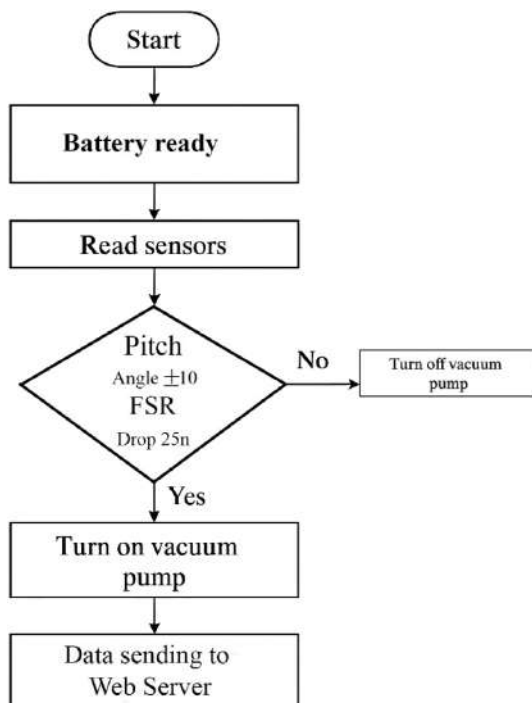 Start
Battery ready
Read sensors
Pitch
Angle ±10
FSR
Drop 25n
No
Turn off vacuum
pump
Yes
Turn on vacuum
pump
Data sending to
Web Server